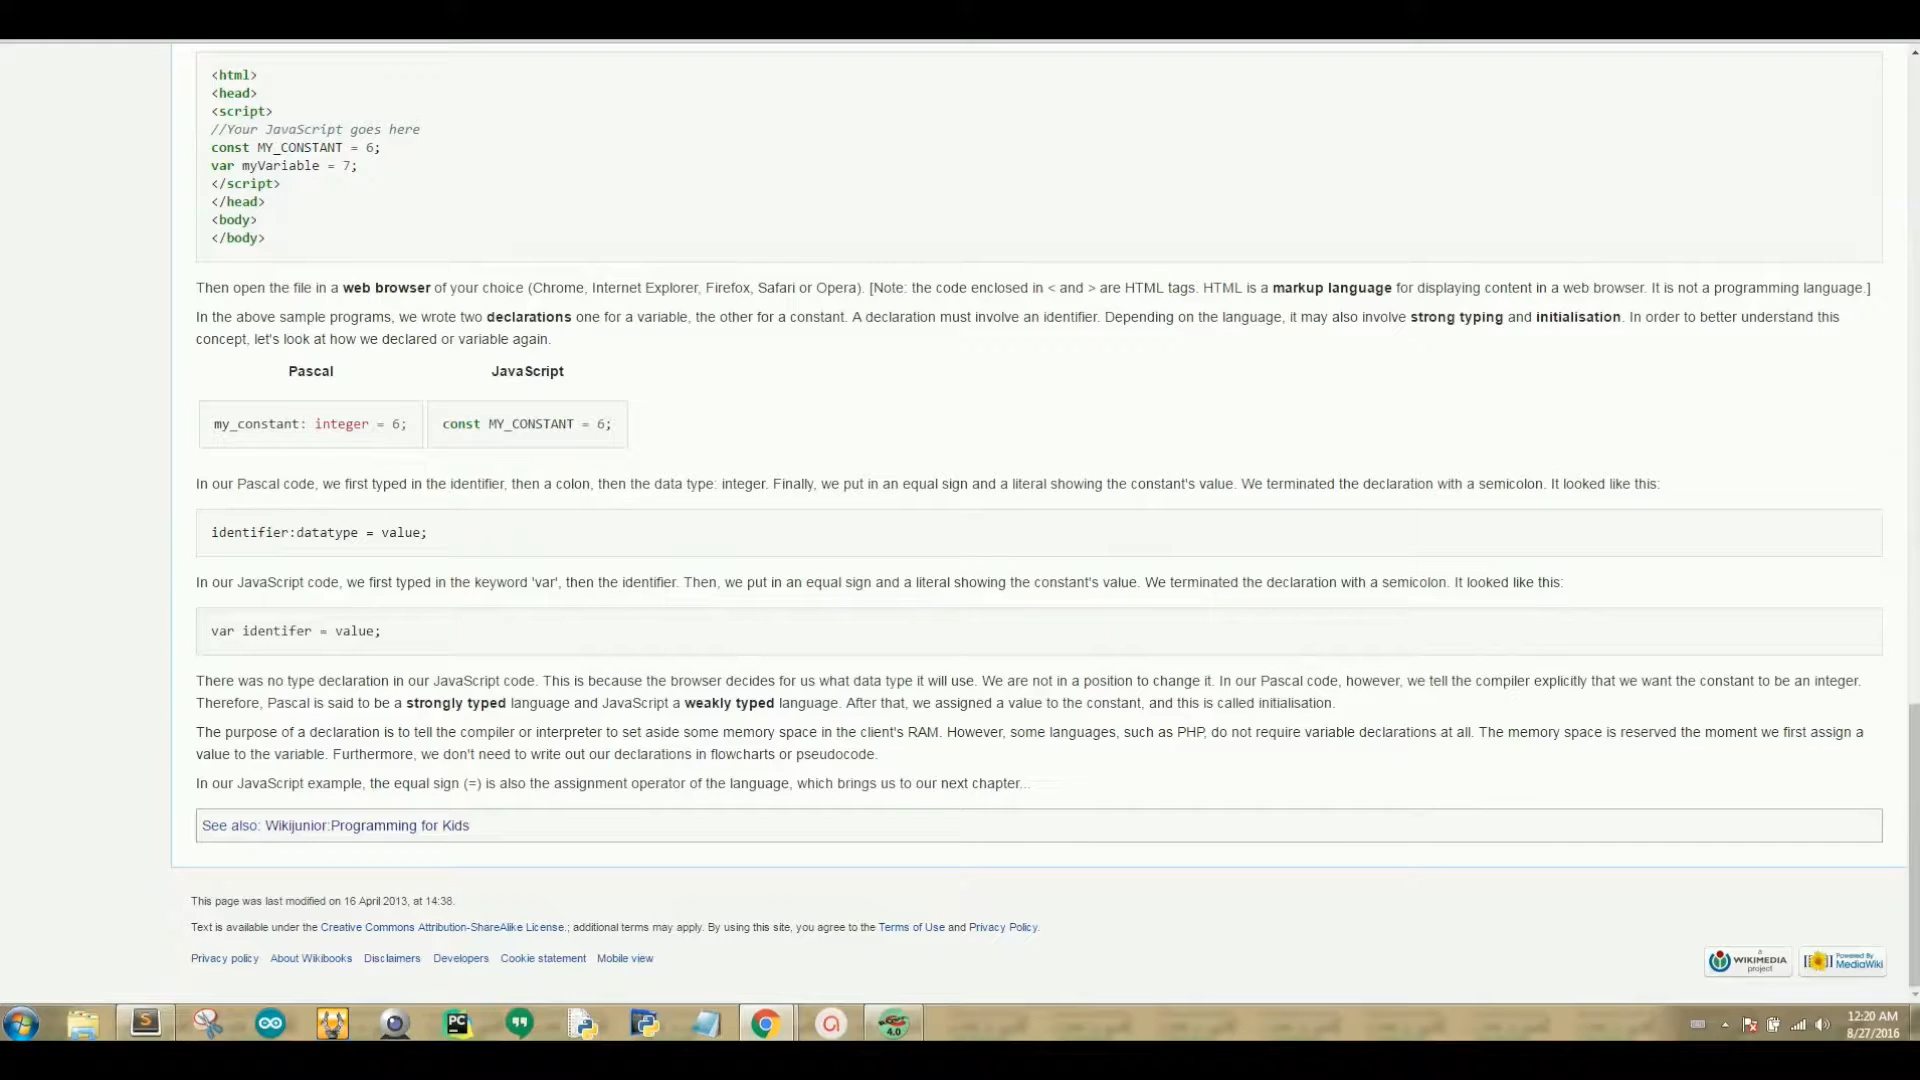 <html>
<head>
<script>
//Your JavaScript goes here
const MY_CONSTANT = 6;
var myVariable = 7;
</script>
</head>
<body>
</body>
Then open the file in a web browser of your choice (Chrome, Internet Explorer, Firefox, Safari or Opera). [Note: the code enclosed in < and > are HTML tags. HTML is a markup language for displaying content in a web browser. It is not a programming language.]
In the above sample programs, we wrote two declarations one for a variable, the other for a constant. A declaration must involve an identifier. Depending on the language, it may also involve strong typing and initialisation. In order to better understand this
concept, let's look at how we declared or variable again.
Pascal JavaScript
my_constant: integer = 6; const MY_CONSTANT = 6;
In our Pascal code, we first typed in the identifier, then a colon, then the data type: integer. Finally, we put in an equal sign and a literal showing the constant's value. We terminated the declaration with a semicolon. It looked like this:
identifier:datatype = value;
In our JavaScript code, we first typed in the keyword 'var', then the identifier. Then, we put in an equal sign and a literal showing the constant's value. We terminated the declaration with a semicolon. It looked like this:
var identifer = value;
There was no type declaration in our JavaScript code. This is because the browser decides for us what data type it will use. We are not in a position to change it. In our Pascal code, however, we tell the compiler explicitly that we want the constant to be an integer.
Therefore, Pascal is said to be a strongly typed language and JavaScript a weakly typed language. After that, we assigned a value to the constant, and this is called initialisation.
The purpose of a declaration is to tell the compiler or interpreter to set aside some memory space in the client's RAM. However, some languages, such as PHP, do not require variable declarations at all. The memory space is reserved the moment we first assign a
value to the variable. Furthermore, we don't need to write out our declarations in flowcharts or pseudocode.
In our JavaScript example, the equal sign (=) is also the assignment operator of the language, which brings us to our next chapter...
See also: Wikijunior:Programming for Kids
This page was last modified on 16 April 2013, at 14:38.
Text is available under the Creative Commons Attribution-ShareAlike License.; additional terms may apply. By using this site, you agree to the Terms of Use and Privacy Policy.
Privacy policy About Wikibooks Disclaimers Developers Cookie statement Mobile view
a WIKIMEDIA project
Powered By MediaWiki
S
PC
4.0
12:20 AM
8/27/2016